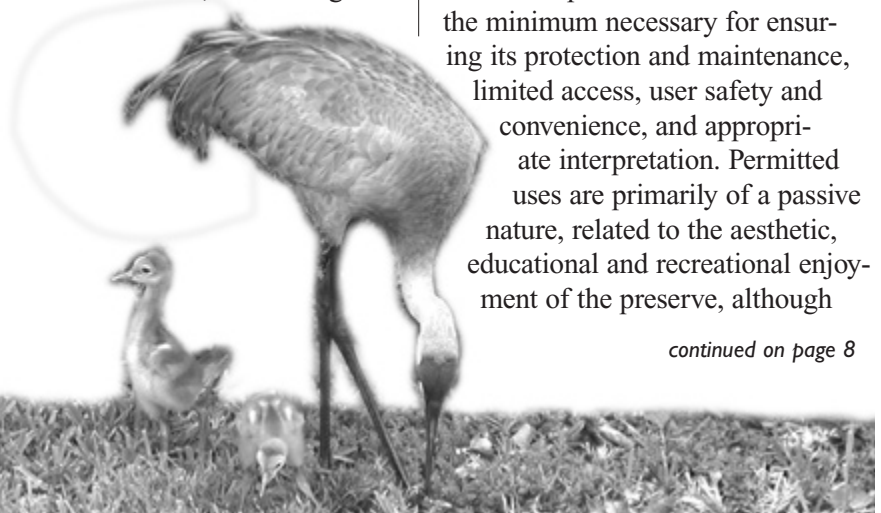 the minimum necessary for ensur-
ing its protection and maintenance,
limited access, user safety and
convenience, and appropri-
ate interpretation. Permitted
uses are primarily of a passive
nature, related to the aesthetic,
educational and recreational enjoy-
ment of the preserve, although
continued on page 8